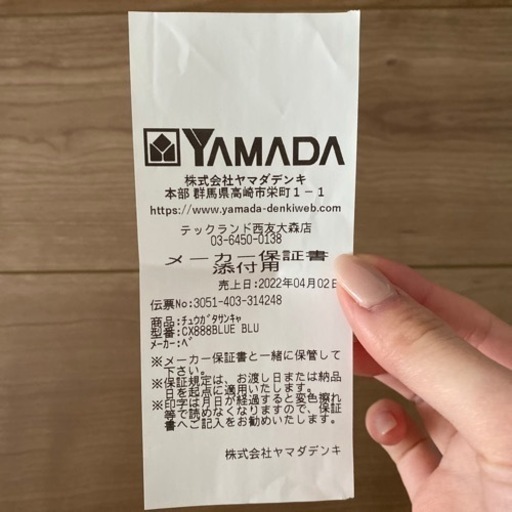 YAMADA
株式会社ヤマダデンキ
本部 群馬県高崎市栄町1-1
https://www.yamada-denkiweb.com
テックランド西友大森店
03-6450-0138
メーカー保証書
添付用
売上日:2022年04月02日
伝票No:3051-403-314248
商品:ﾁｭｳｶﾞﾀｻﾝｷｬ
型番:CX888BLUE BLU
ﾒｰｶｰ:ﾍﾞ
※メーカー保証書と一緒に保管して
下さい。
※保証規定は、お渡し日または納品
日を起点に適用いたします。
※印字は月日が経過すると変色擦れ
等で読めなくなりますので、保証
書へご記入をお勧めいたします。
株式会社ヤマダデンキ